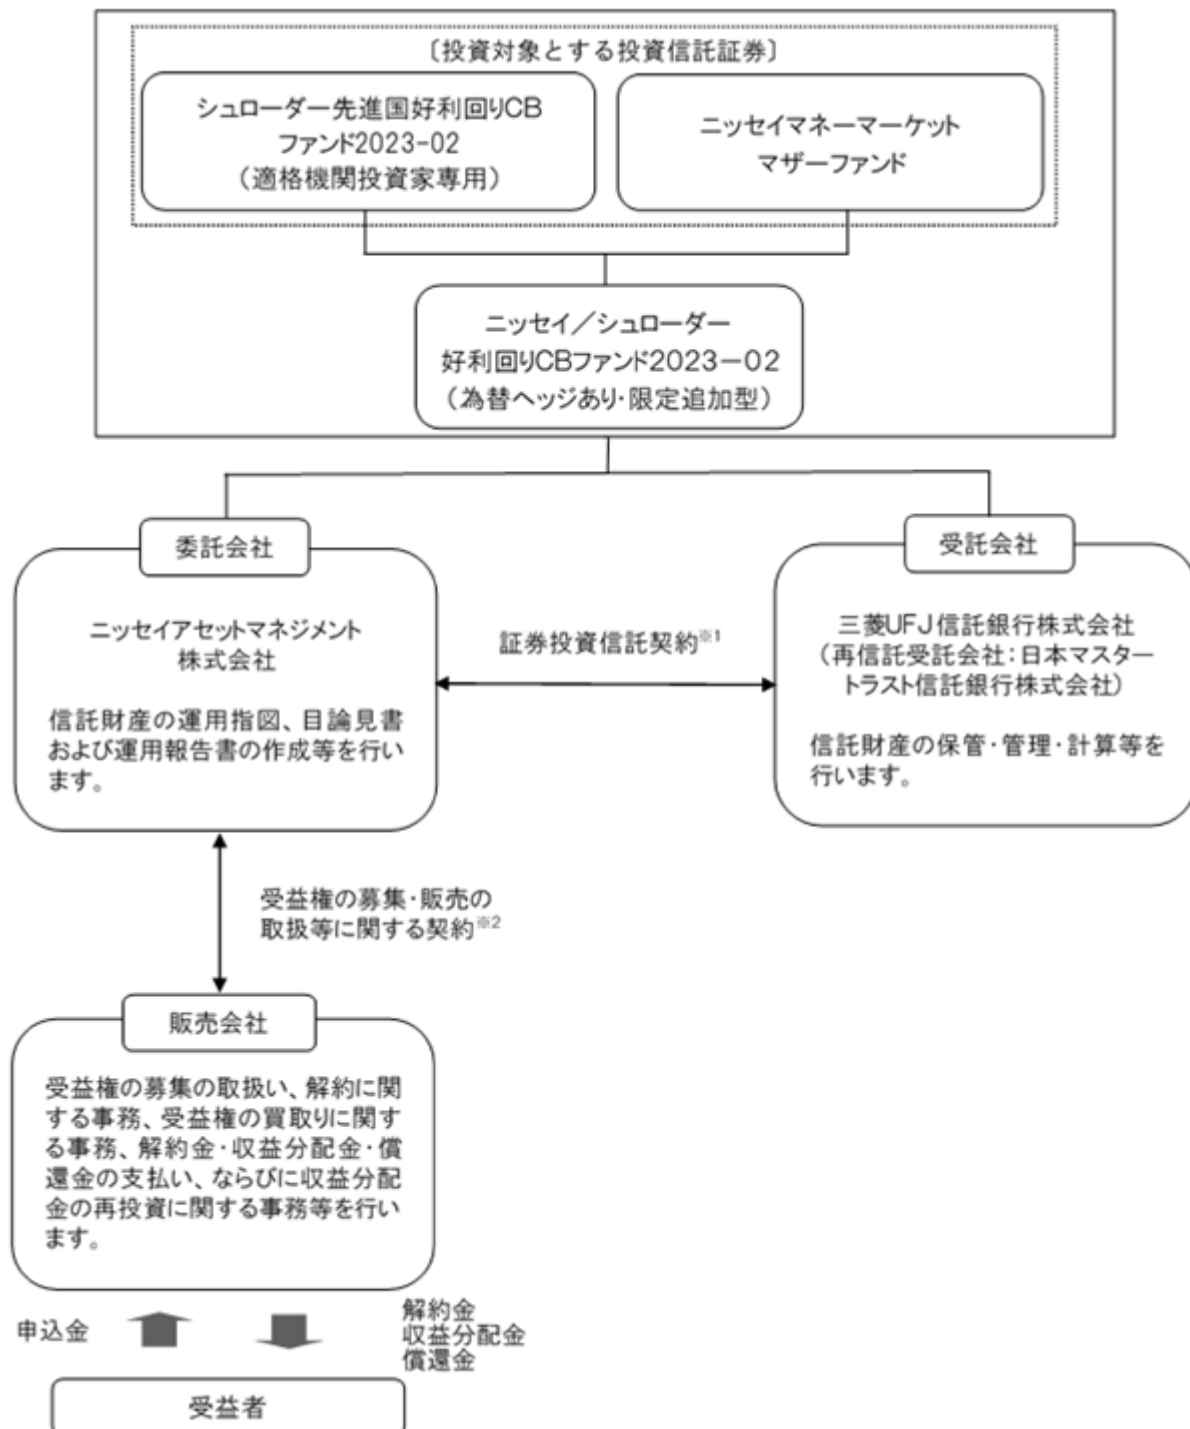 〔投資対象とする投資信託証券〕
シュローダー先進国好利回りCB
ファンド2023-02
（適格機関投資家専用）
ニッセイマネーマーケット
マザーファンド
ニッセイ／シュローダー
好利回りCBファンド2023－02
（為替ヘッジあり・限定追加型）
委託会社
ニッセイアセットマネジメント
株式会社
信託財産の運用指図、目論見書
および運用報告書の作成等を行い
ます。
証券投資信託契約※1
受託会社
三菱UFJ信託銀行株式会社
（再信託受託会社：日本マスター
トラスト信託銀行株式会社）
信託財産の保管・管理・計算等を
行います。
受益権の募集・販売の
取扱等に関する契約※2
販売会社
受益権の募集の取扱い、解約に関
する事務、受益権の買取りに関す
る事務、解約金・収益分配金・償
還金の支払い、ならびに収益分配
金の再投資に関する事務等を行い
ます。
申込金
解約金
収益分配金
償還金
受益者